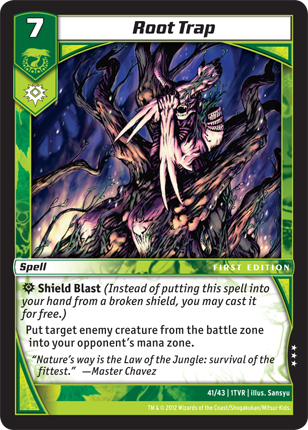 7
Root Trap
Spell
FIRST EDITION
Shield Blast (Instead of putting this spell into
your hand from a broken shield, you may cast it
for free.)
Put target enemy creature from the battle zone
into your opponent's mana zone.
"Nature's way is the Law of the Jungle: survival of the
fittest." —Master Chavez
41/43 | 1TVR | illus. Sansyu
TM & © 2012 Wizards of the Coast/Shogakukan/Mitsui-Kids.